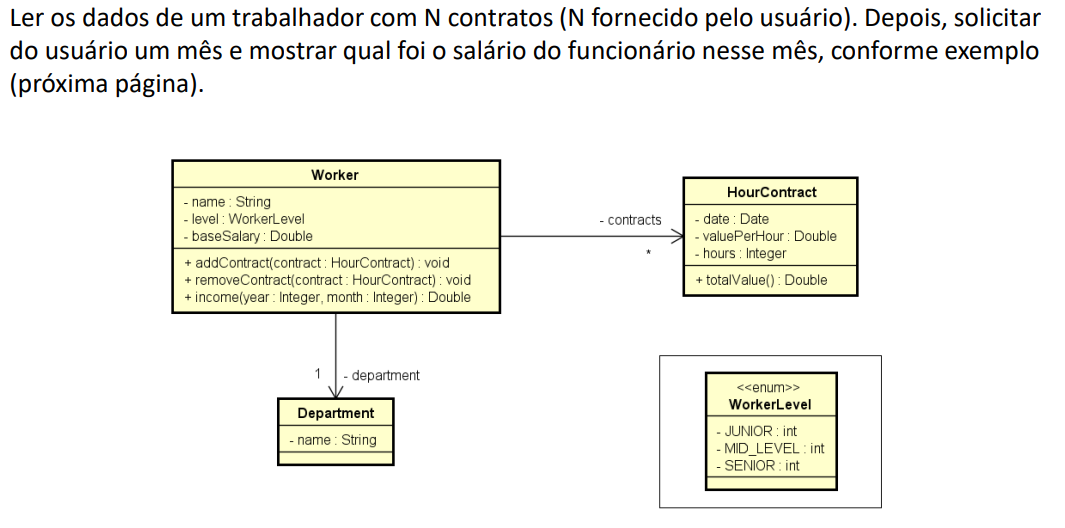 Ler os dados de um trabalhador com N contratos (N fornecido pelo usuário). Depois, solicitar
do usuário um mês e mostrar qual foi o salário do funcionário nesse mês, conforme exemplo
(próxima página).
Worker
- name : String
- level : WorkerLevel
- baseSalary : Double
+ addContract(contract : HourContract) : void
+ removeContract(contract : HourContract) : void
+ income(year : Integer, month : Integer) : Double
- contracts
*
HourContract
- date : Date
- valuePerHour : Double
- hours : Integer
+ totalValue() : Double
1
- department
Department
- name : String
<<enum>>
WorkerLevel
- JUNIOR : int
- MID_LEVEL : int
- SENIOR : int